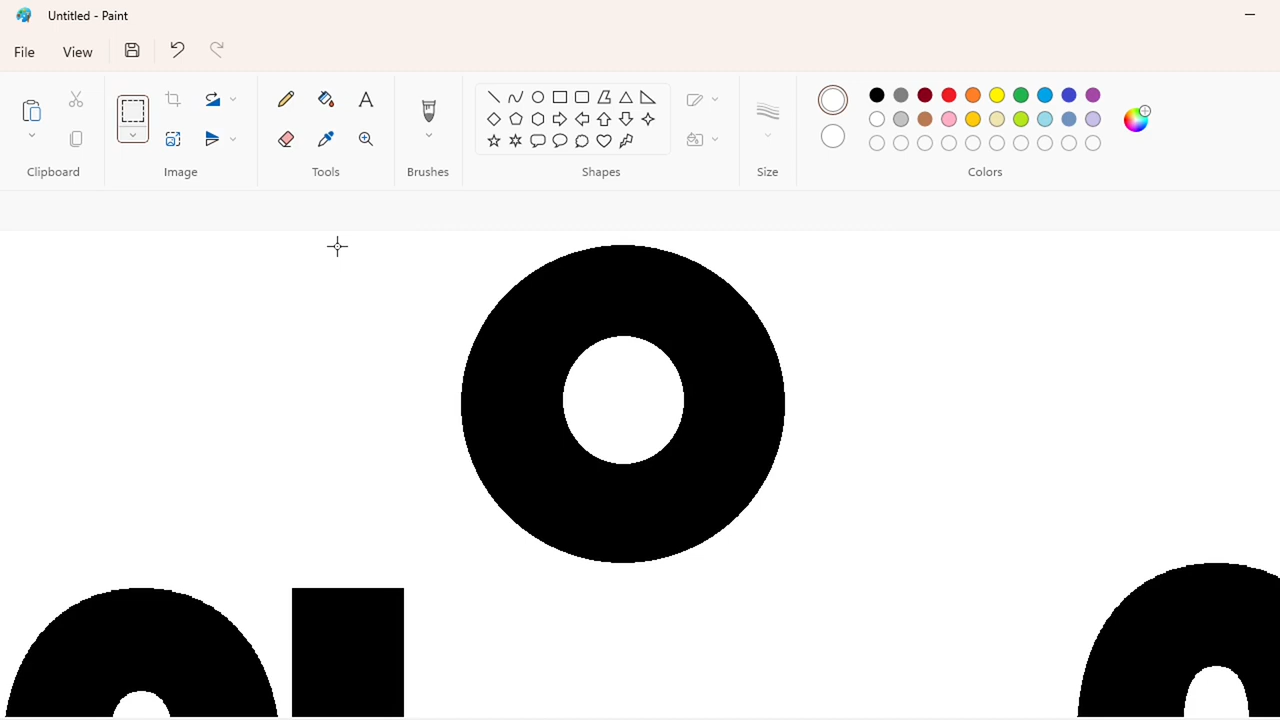 Untitled - Paint
File View
Clipboard Image Tools Brushes Shapes Size Colors